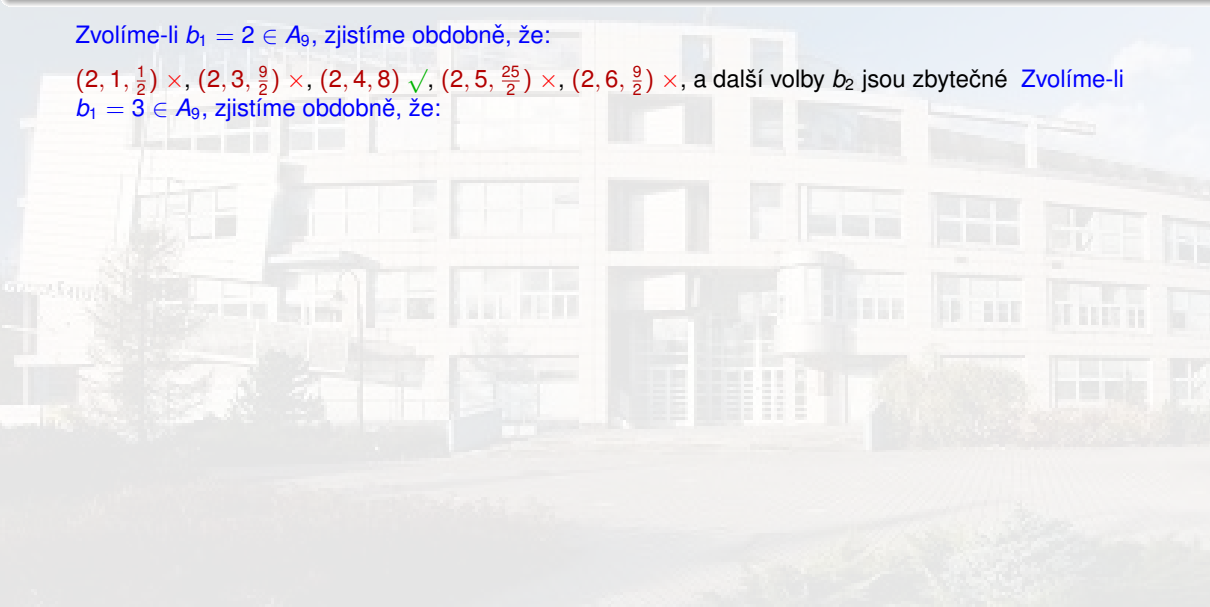 Zvolíme-li b₁ = 2 ∈ A₉, zjistíme obdobně, že:
(2, 1, 1/2) ×, (2, 3, 9/2) ×, (2, 4, 8) √, (2, 5, 25/2) ×, (2, 6, 9/2) ×, a další volby b₂ jsou zbytečné Zvolíme-li
b₁ = 3 ∈ A₉, zjistíme obdobně, že: